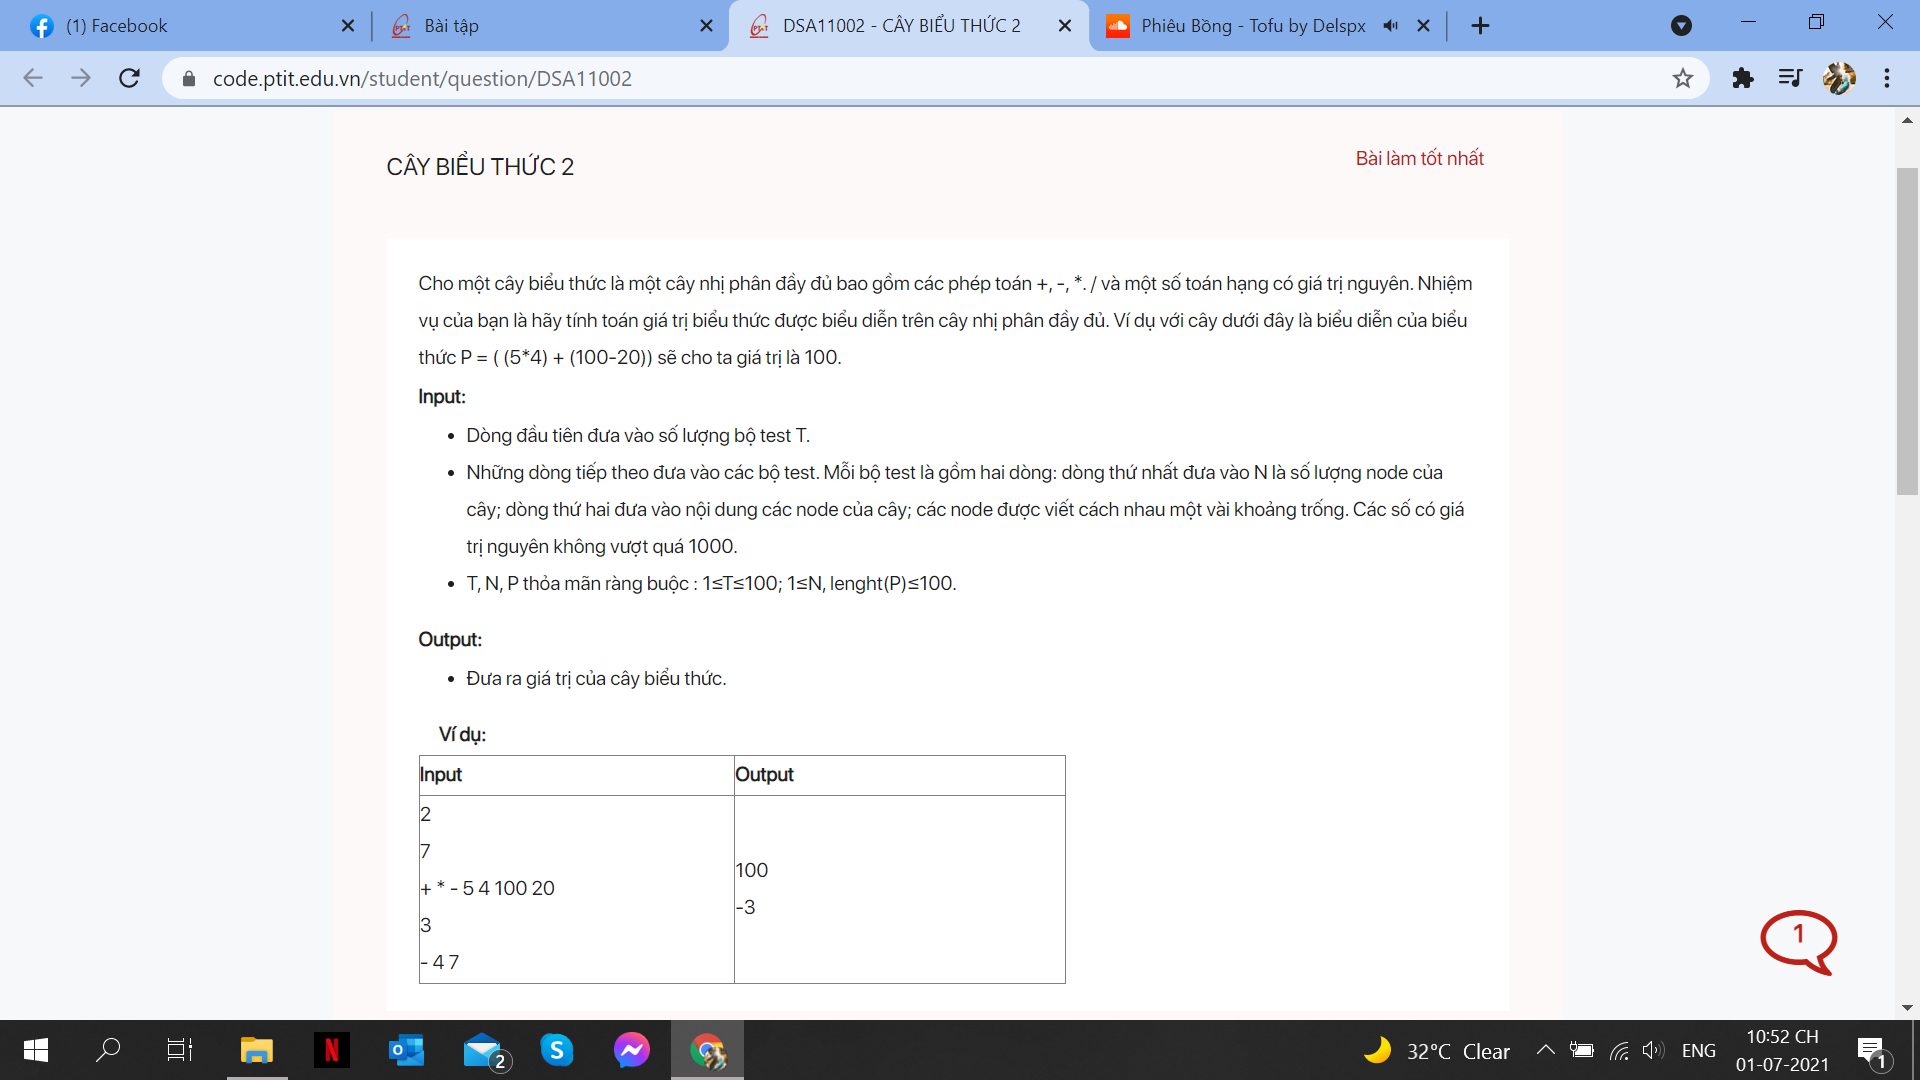 (1) Facebook
Bài tập
DSA11002 - CÂY BIỂU THỨC 2
Phiêu Bồng - Tofu by Delspx
code.ptit.edu.vn/student/question/DSA11002
CÂY BIỂU THỨC 2
Bài làm tốt nhất
Cho một cây biểu thức là một cây nhị phân đầy đủ bao gồm các phép toán +, -, *. / và một số toán hạng có giá trị nguyên. Nhiệm
vụ của bạn là hãy tính toán giá trị biểu thức được biểu diễn trên cây nhị phân đầy đủ. Ví dụ với cây dưới đây là biểu diễn của biểu
thức P = ( (5*4) + (100-20)) sẽ cho ta giá trị là 100.
Input:
• Dòng đầu tiên đưa vào số lượng bộ test T.
• Những dòng tiếp theo đưa vào các bộ test. Mỗi bộ test là gồm hai dòng: dòng thứ nhất đưa vào N là số lượng node của
cây; dòng thứ hai đưa vào nội dung các node của cây; các node được viết cách nhau một vài khoảng trống. Các số có giá
trị nguyên không vượt quá 1000.
• T, N, P thỏa mãn ràng buộc : 1≤T≤100; 1≤N, lenght(P)≤100.
Output:
• Đưa ra giá trị của cây biểu thức.
Ví dụ:
Input
Output
2
7
+ * - 5 4 100 20
3
- 4 7
100
-3
1
2
32°C Clear
ENG
10:52 CH
01-07-2021
1